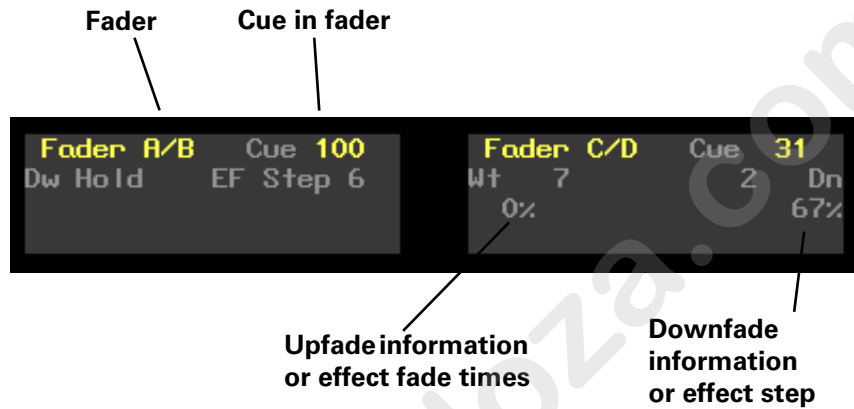 Fader
Cue in fader
Fader A/B Cue 100
Dw Hold EF Step 6
Fader C/D Cue 31
Wt 7 2 Dn
0% 67%
Upfade information
or effect fade times
Downfade
information
or effect step